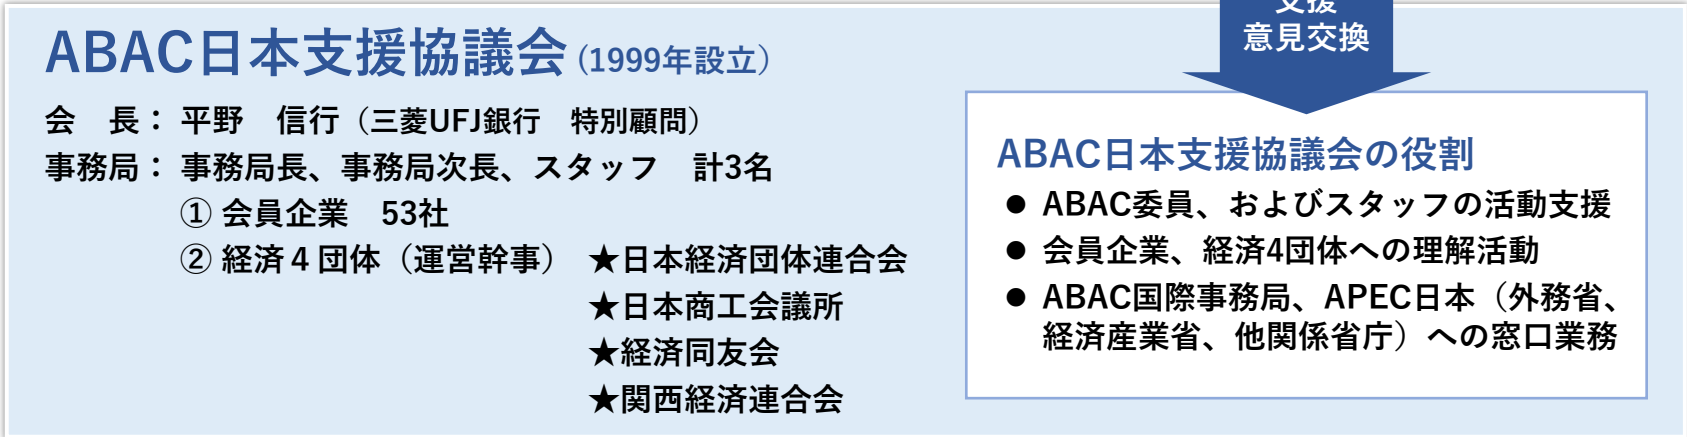 支援
意見交換
ABAC日本支援協議会(1999年設立)
会　長： 平野　信行（三菱UFJ銀行　特別顧問）
事務局： 事務局長、事務局次長、スタッフ　計3名
① 会員企業　53社
② 経済４団体（運営幹事）　★日本経済団体連合会
★日本商工会議所
★経済同友会
★関西経済連合会
ABAC日本支援協議会の役割
● ABAC委員、およびスタッフの活動支援
● 会員企業、経済4団体への理解活動
● ABAC国際事務局、APEC日本（外務省、
経済産業省、他関係省庁）への窓口業務